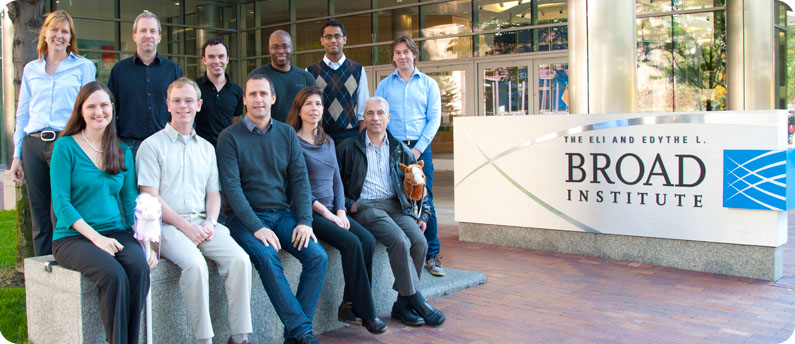 THE ELI AND EDYTHE L.
BROAD
INSTITUTE